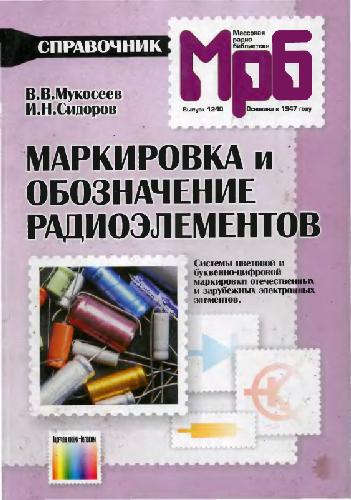 СПРАВОЧНИК
Массовая
радио
библиотека
Мрб
Выпуск 1240
Основана в 1947 году
В.В.Мукосеев
И.Н.Сидоров
МАРКИРОВКА и
ОБОЗНАЧЕНИЕ
РАДИОЭЛЕМЕНТОВ
Системы цветовой и
буквенно-цифровой
маркировки отечественных
и зарубежных электронных
элементов.